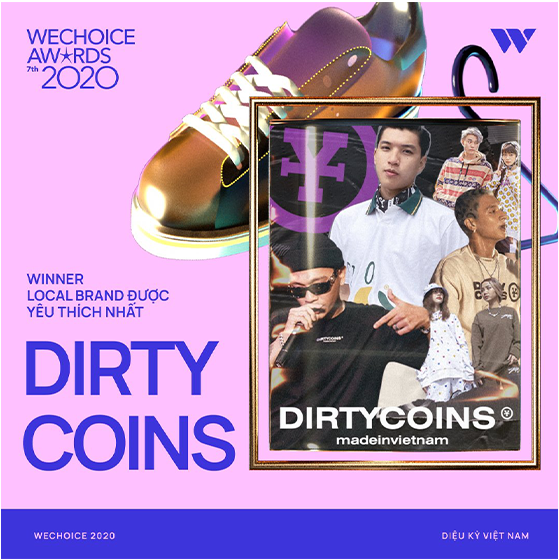 WECHOICE
AWARDS
7th 2020
W
WINNER
LOCAL BRAND ĐƯỢC
YÊU THÍCH NHẤT
DIRTY
COINS
DIRTYCOINS
DIRTYCOINS
madeinvietnam
WECHOICE 2020
DIỆU KỲ VIỆT NAM